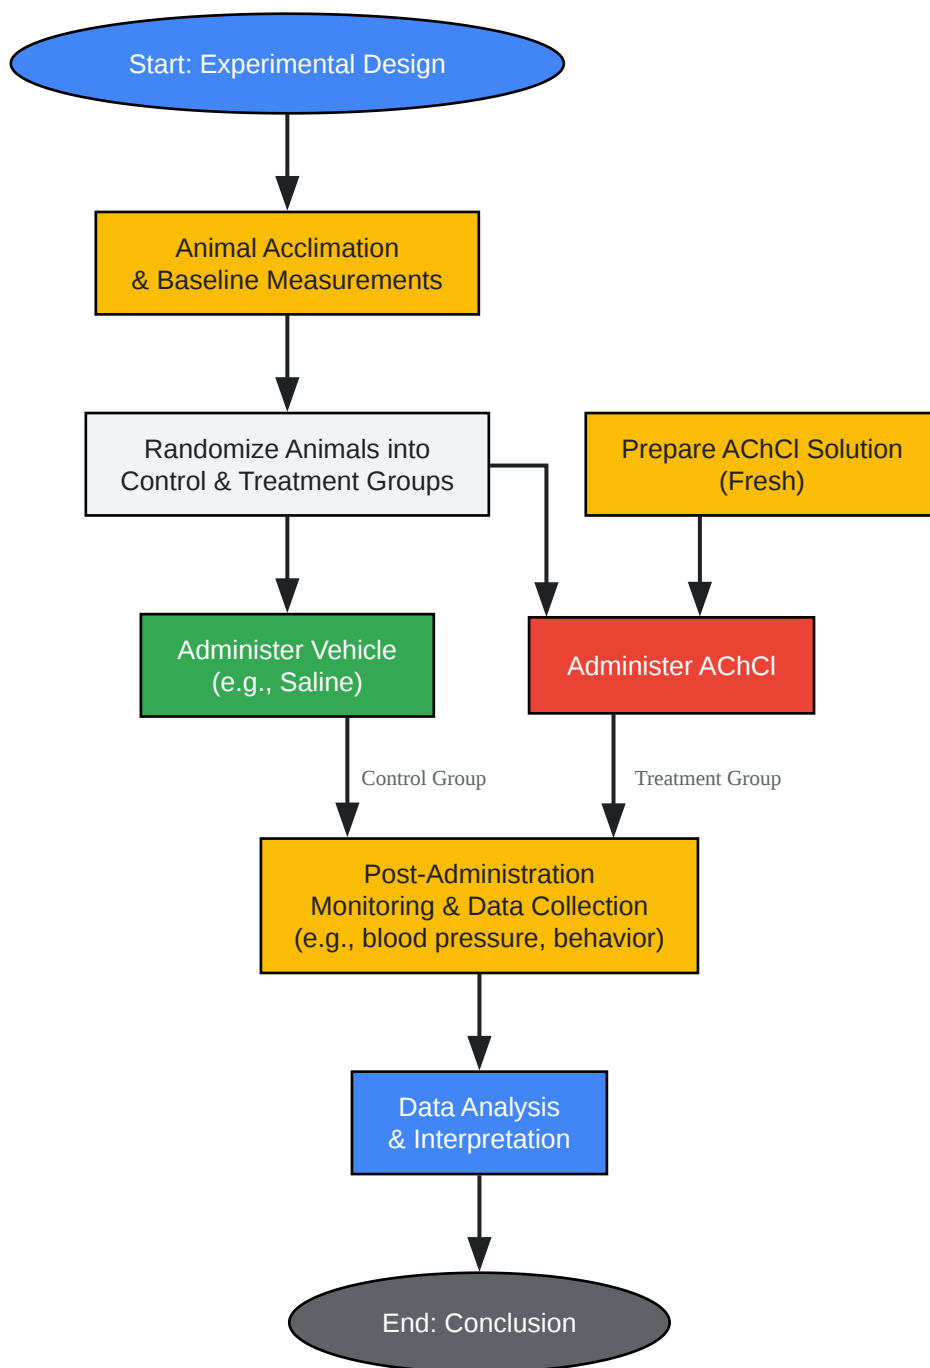 Start: Experimental Design
Animal Acclimation
& Baseline Measurements
Randomize Animals into
Control & Treatment Groups
Prepare AChCl Solution
(Fresh)
Administer Vehicle
(e.g., Saline)
Administer AChCl
Control Group
Treatment Group
Post-Administration
Monitoring & Data Collection
(e.g., blood pressure, behavior)
Data Analysis
& Interpretation
End: Conclusion